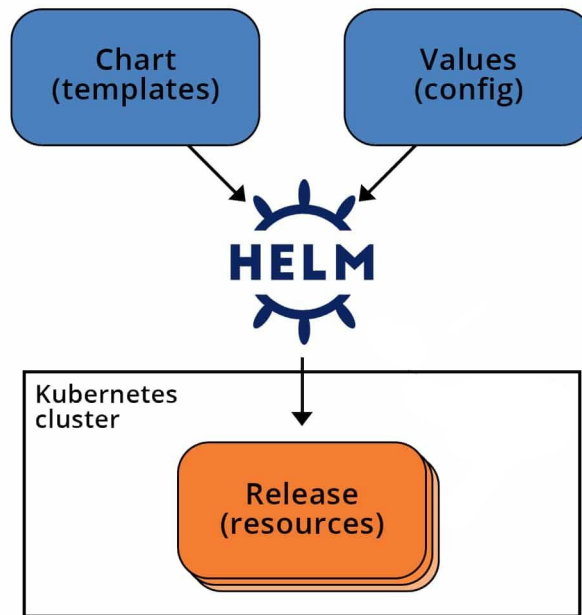 Chart
(templates)
Values
(config)
HELM
Kubernetes
cluster
Release
(resources)